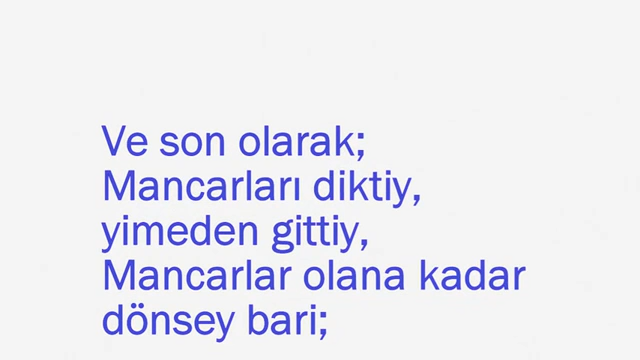 Ve son olarak;
Mancarları diktiy,
yimeden gittiy,
Mancarlar olana kadar
dönsey bari;